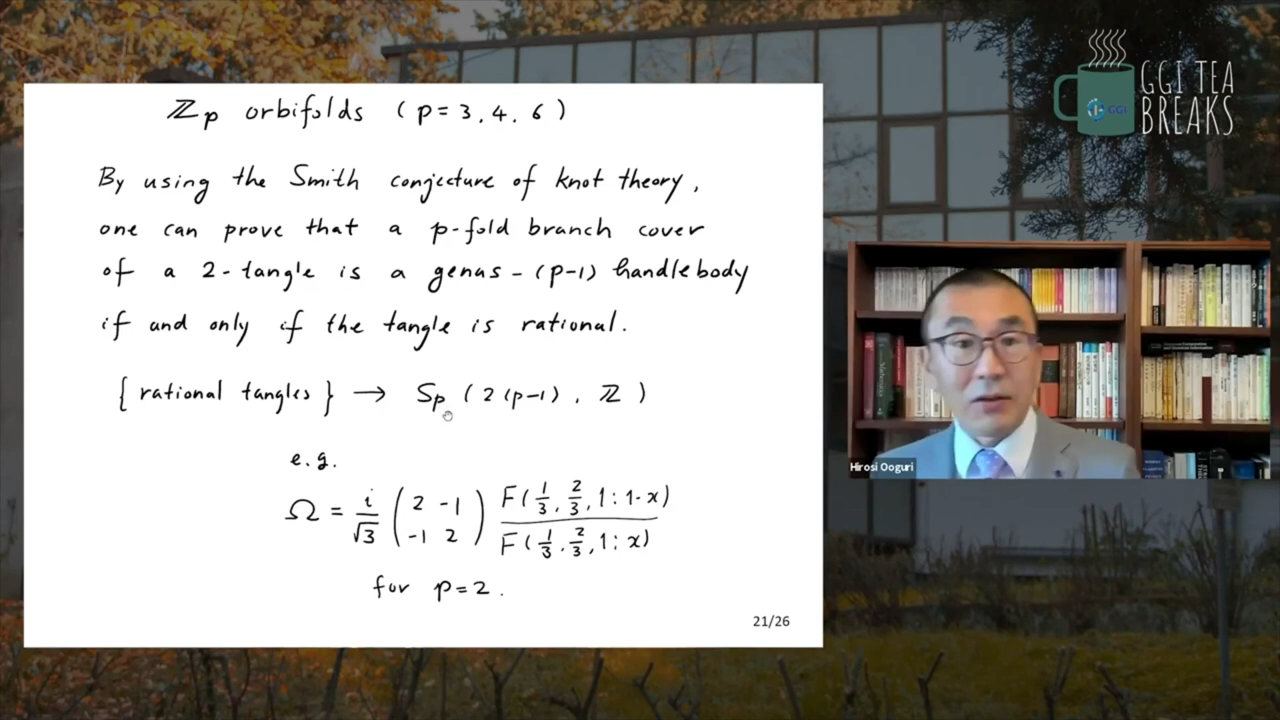 ℤp orbifolds (p = 3, 4, 6)
By using the Smith conjecture of knot theory,
one can prove that a p-fold branch cover
of a 2-tangle is a genus-(p-1) handlebody
if and only if the tangle is rational.
{ rational tangles } → Sp (2(p-1), ℤ)
e.g.
Ω = i/√3 ( 2 -1 ; -1 2 ) F(1/3, 2/3, 1 : 1-x) / F(1/3, 2/3, 1 : x)
for p = 2.
21/26
GGI TEA
BREAKS
GGI
Hirosi Ooguri